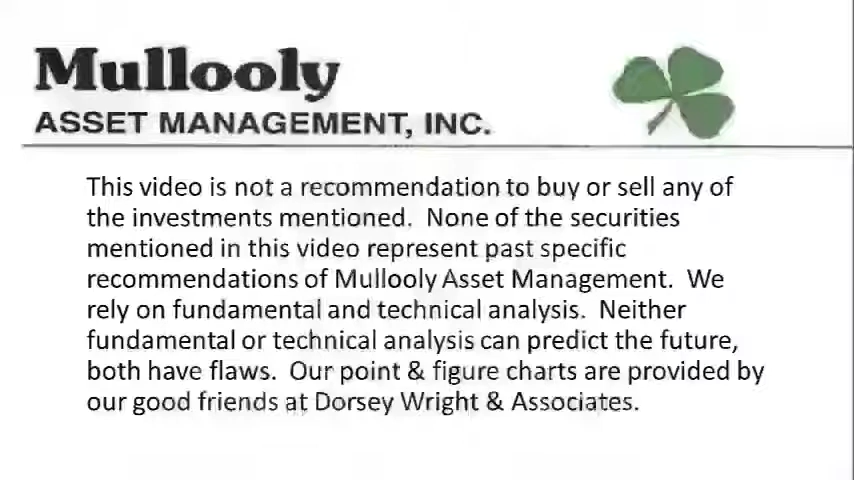 Mullooly
ASSET MANAGEMENT, INC.
This video is not a recommendation to buy or sell any of
the investments mentioned.  None of the securities
mentioned in this video represent past specific
recommendations of Mullooly Asset Management.  We
rely on fundamental and technical analysis.  Neither
fundamental or technical analysis can predict the future,
both have flaws.  Our point & figure charts are provided by
our good friends at Dorsey Wright & Associates.